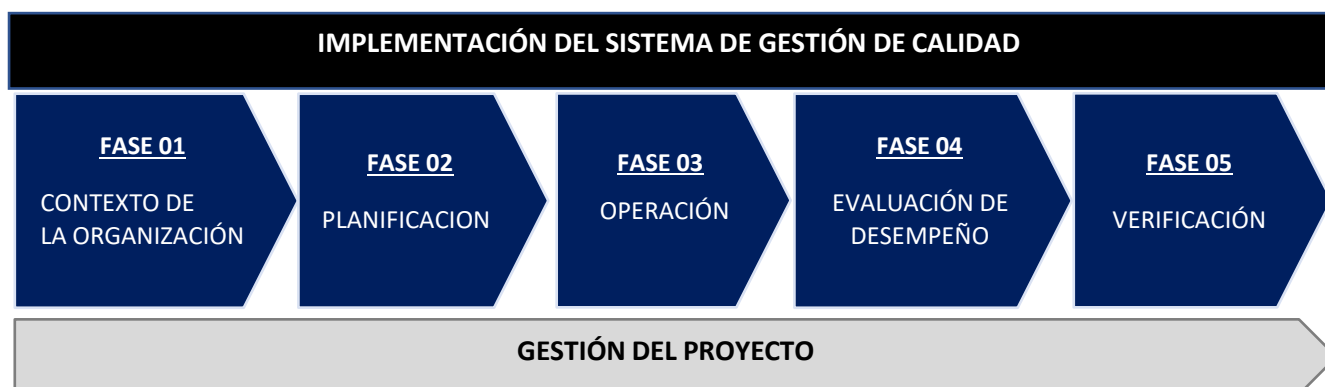 IMPLEMENTACIÓN DEL SISTEMA DE GESTIÓN DE CALIDAD
FASE 01
CONTEXTO DE
LA ORGANIZACIÓN
FASE 02
PLANIFICACION
FASE 03
OPERACIÓN
FASE 04
EVALUACIÓN DE
DESEMPEÑO
FASE 05
VERIFICACIÓN
GESTIÓN DEL PROYECTO